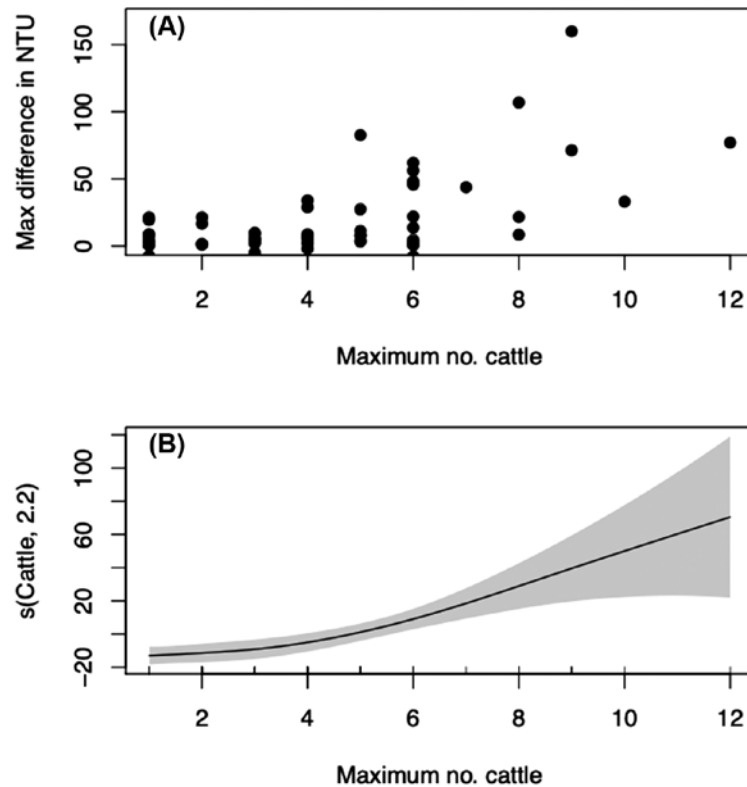 (A)
Max difference in NTU
150
100
50
0
2 4 6 8 10 12
Maximum no. cattle
(B)
s(Cattle, 2.2)
100
60
20
−20
2 4 6 8 10 12
Maximum no. cattle